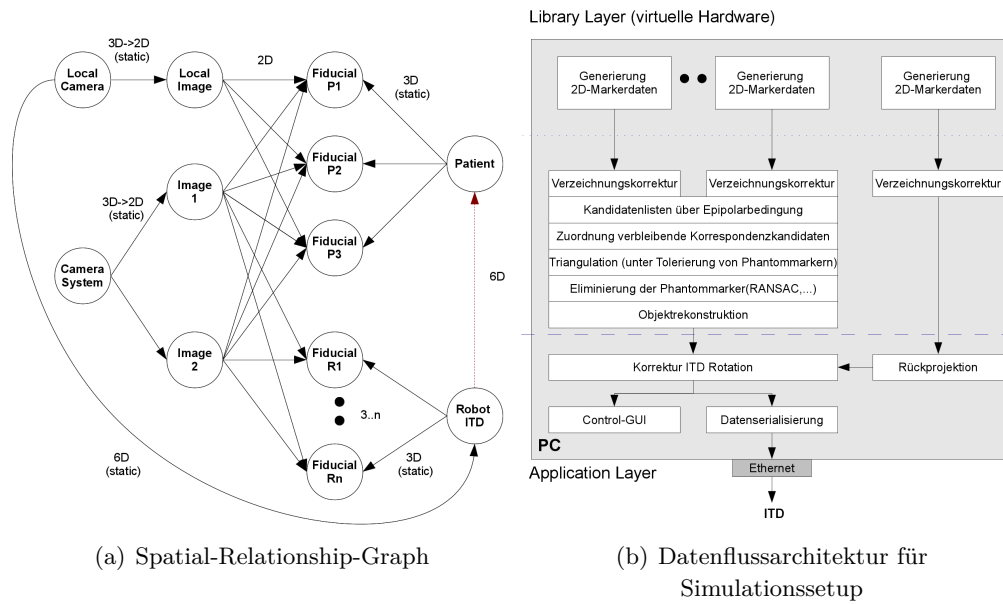 3D->2D
(static)
Local
Camera
Local
Image
2D
Fiducial
P1
3D
(static)
Fiducial
P2
Patient
Image
1
3D->2D
(static)
Fiducial
P3
Camera
System
6D
Image
2
Fiducial
R1
3..n
Robot
ITD
6D
(static)
Fiducial
Rn
3D
(static)
(a) Spatial-Relationship-Graph
Library Layer (virtuelle Hardware)
Generierung
2D-Markerdaten
Generierung
2D-Markerdaten
Generierung
2D-Markerdaten
Verzeichnungskorrektur
Verzeichnungskorrektur
Verzeichnungskorrektur
Kandidatenlisten über Epipolarbedingung
Zuordnung verbleibende Korrespondenzkandidaten
Triangulation (unter Tolerierung von Phantommarkern)
Eliminierung der Phantommarker(RANSAC,...)
Objektrekonstruktion
Korrektur ITD Rotation
Rückprojektion
Control-GUI
Datenserialisierung
PC
Application Layer
Ethernet
ITD
(b) Datenflussarchitektur für
Simulationssetup